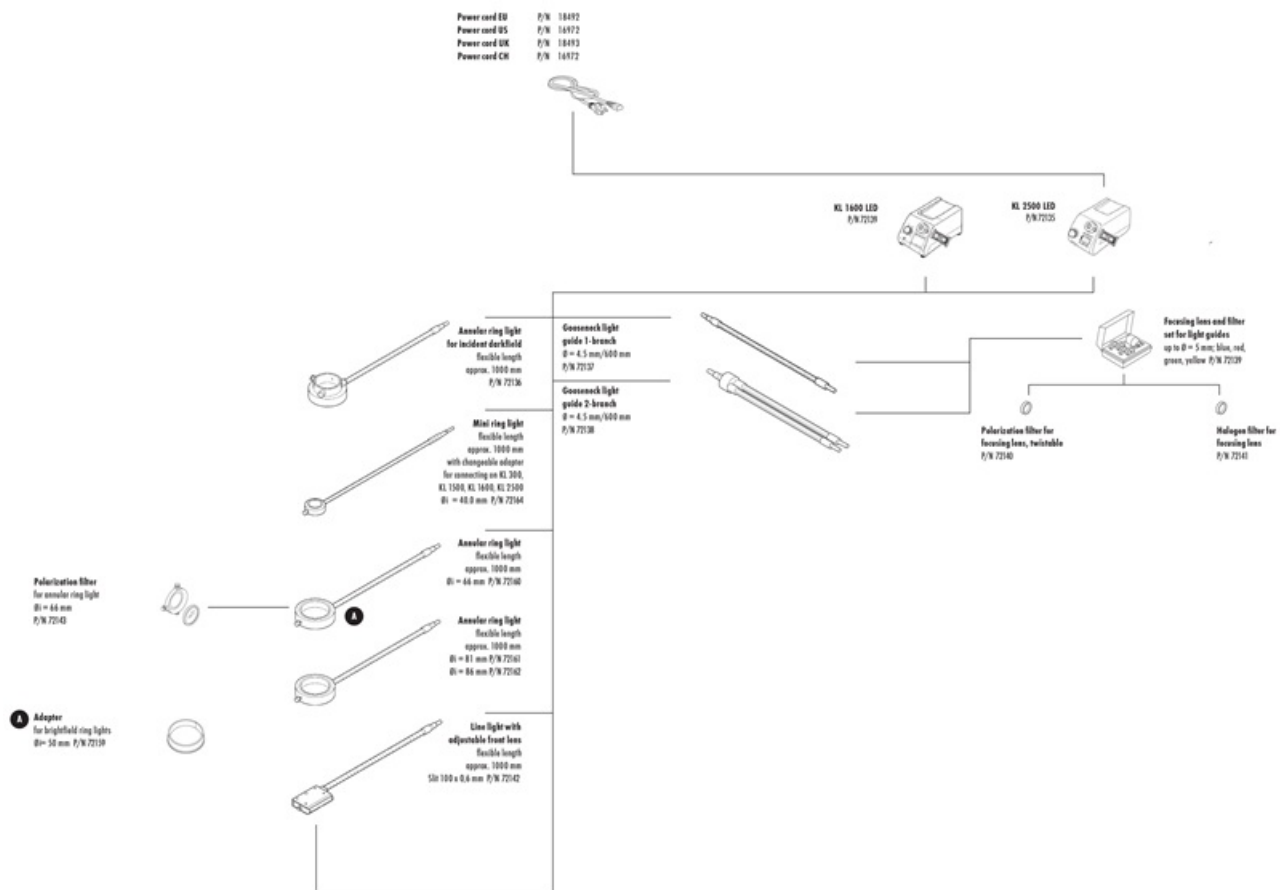 Power cord EU P/N 18492
Power cord US P/N 16972
Power cord UK P/N 18493
Power cord CH P/N 16972
KL 1600 LED
P/N 72139
KL 2500 LED
P/N 72135
Annular ring light
for incident darkfield
flexible length
approx. 1000 mm
P/N 72136
Gooseneck light
guide 1-branch
Ø = 4.5 mm/600 mm
P/N 72137
Gooseneck light
guide 2-branch
Ø = 4.5 mm/600 mm
P/N 72138
Focusing lens and filter
set for light guides
up to Ø = 5 mm; blue, red,
green, yellow P/N 72139
Polarization filter for
focusing lens, twistable
P/N 72140
Halogen filter for
focusing lens
P/N 72141
Mini ring light
flexible length
approx. 1000 mm
with changeable adapter
for connecting on KL 300,
KL 1500, KL 1600, KL 2500
Øi = 40.0 mm P/N 72164
Annular ring light
flexible length
approx. 1000 mm
Øi = 66 mm P/N 72160
Polarization filter
for annular ring light
Øi = 66 mm
P/N 72143
A
Annular ring light
flexible length
approx. 1000 mm
Øi = 81 mm P/N 72161
Øi = 86 mm P/N 72162
A Adapter
for brightfield ring lights
Øi= 50 mm P/N 72159
Line light with
adjustable front lens
flexible length
approx. 1000 mm
Slit 100 x 0,6 mm P/N 72142